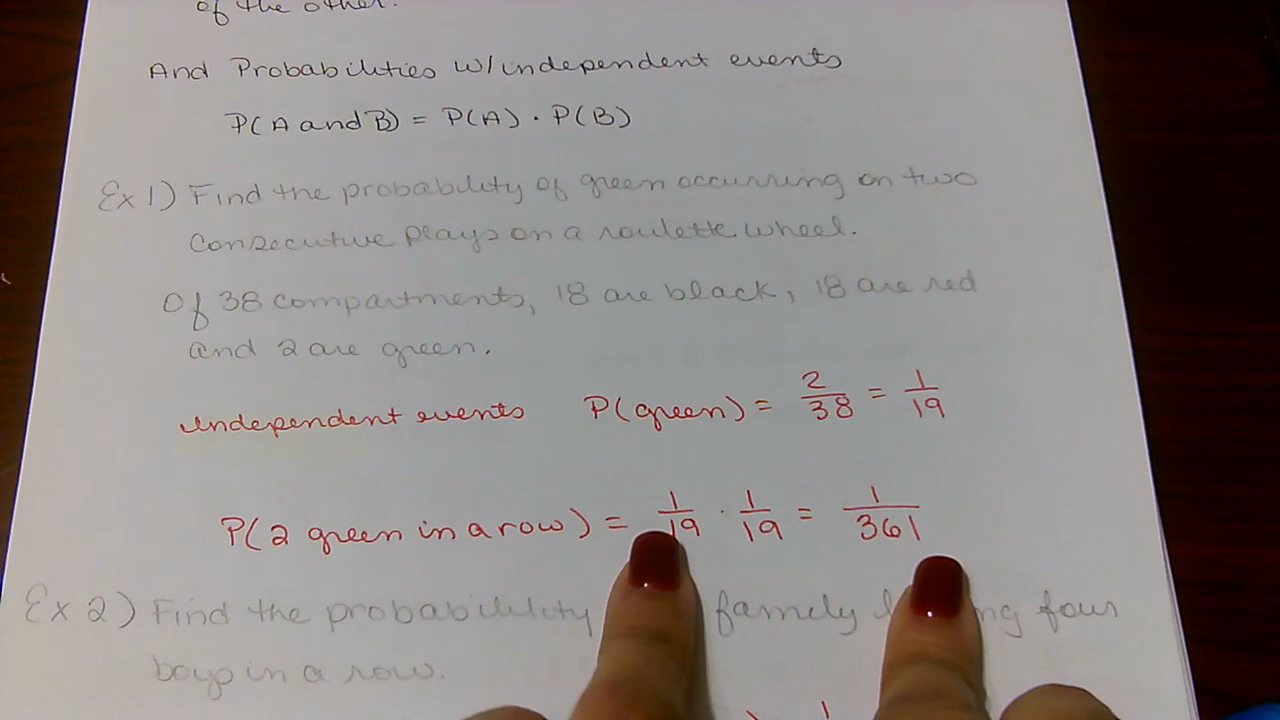 of the other.
And Probabilities w/independent events
P(A and B) = P(A) · P(B)
Ex 1) Find the probability of green occurring on two
consecutive plays on a roulette wheel.
Of 38 compartments, 18 are black, 18 are red
and 2 are green.
independent events P(green) = 2/38 = 1/19
P(2 green in a row) = 1/19 · 1/19 = 1/361
Ex 2) Find the probability family four
boys in a row.